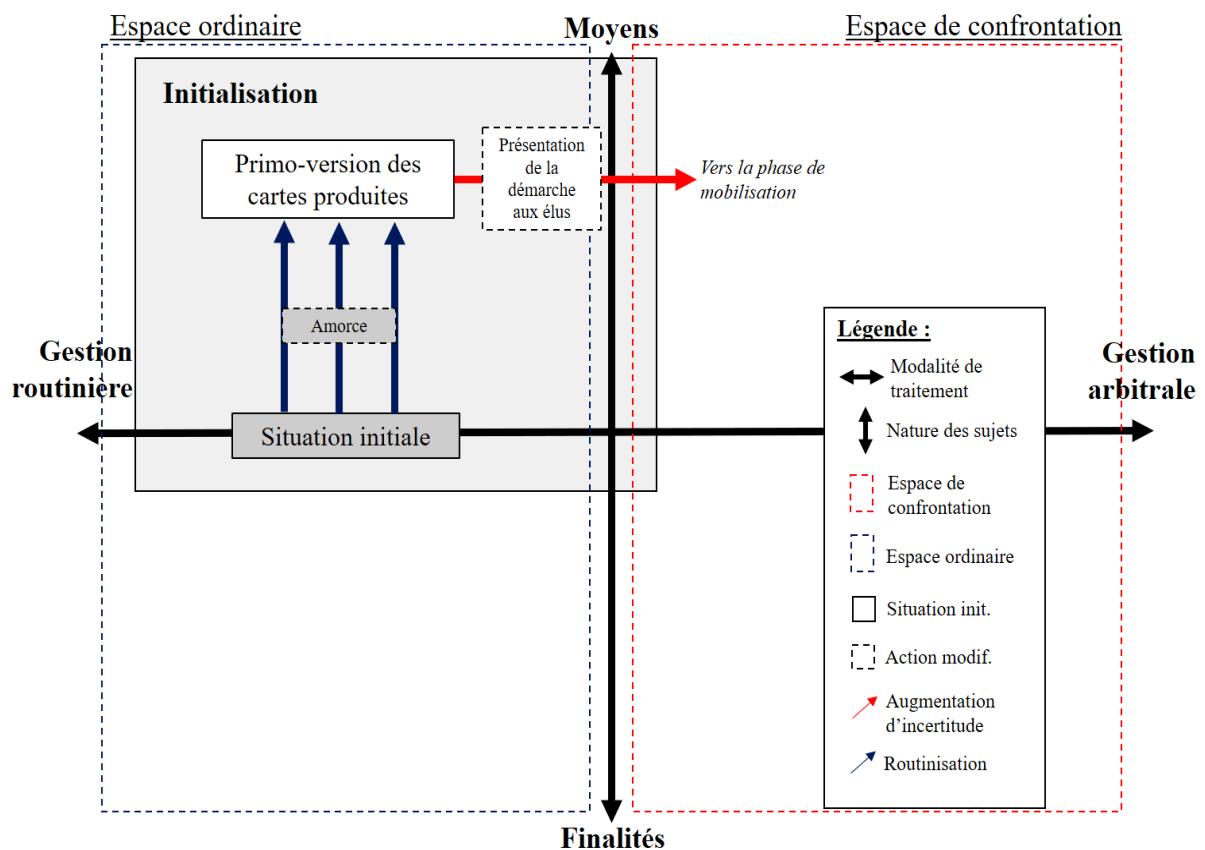 Espace ordinaire
Moyens
Espace de confrontation
Initialisation
Primo-version des
cartes produites
Présentation
de la
démarche
aux élus
Vers la phase de
mobilisation
Amorce
Gestion
routinière
Situation initiale
Gestion
arbitrale
Légende :
Modalité de
traitement
Nature des sujets
Espace de
confrontation
Espace ordinaire
Situation init.
Action modif.
Augmentation
d'incertitude
Routinisation
Finalités